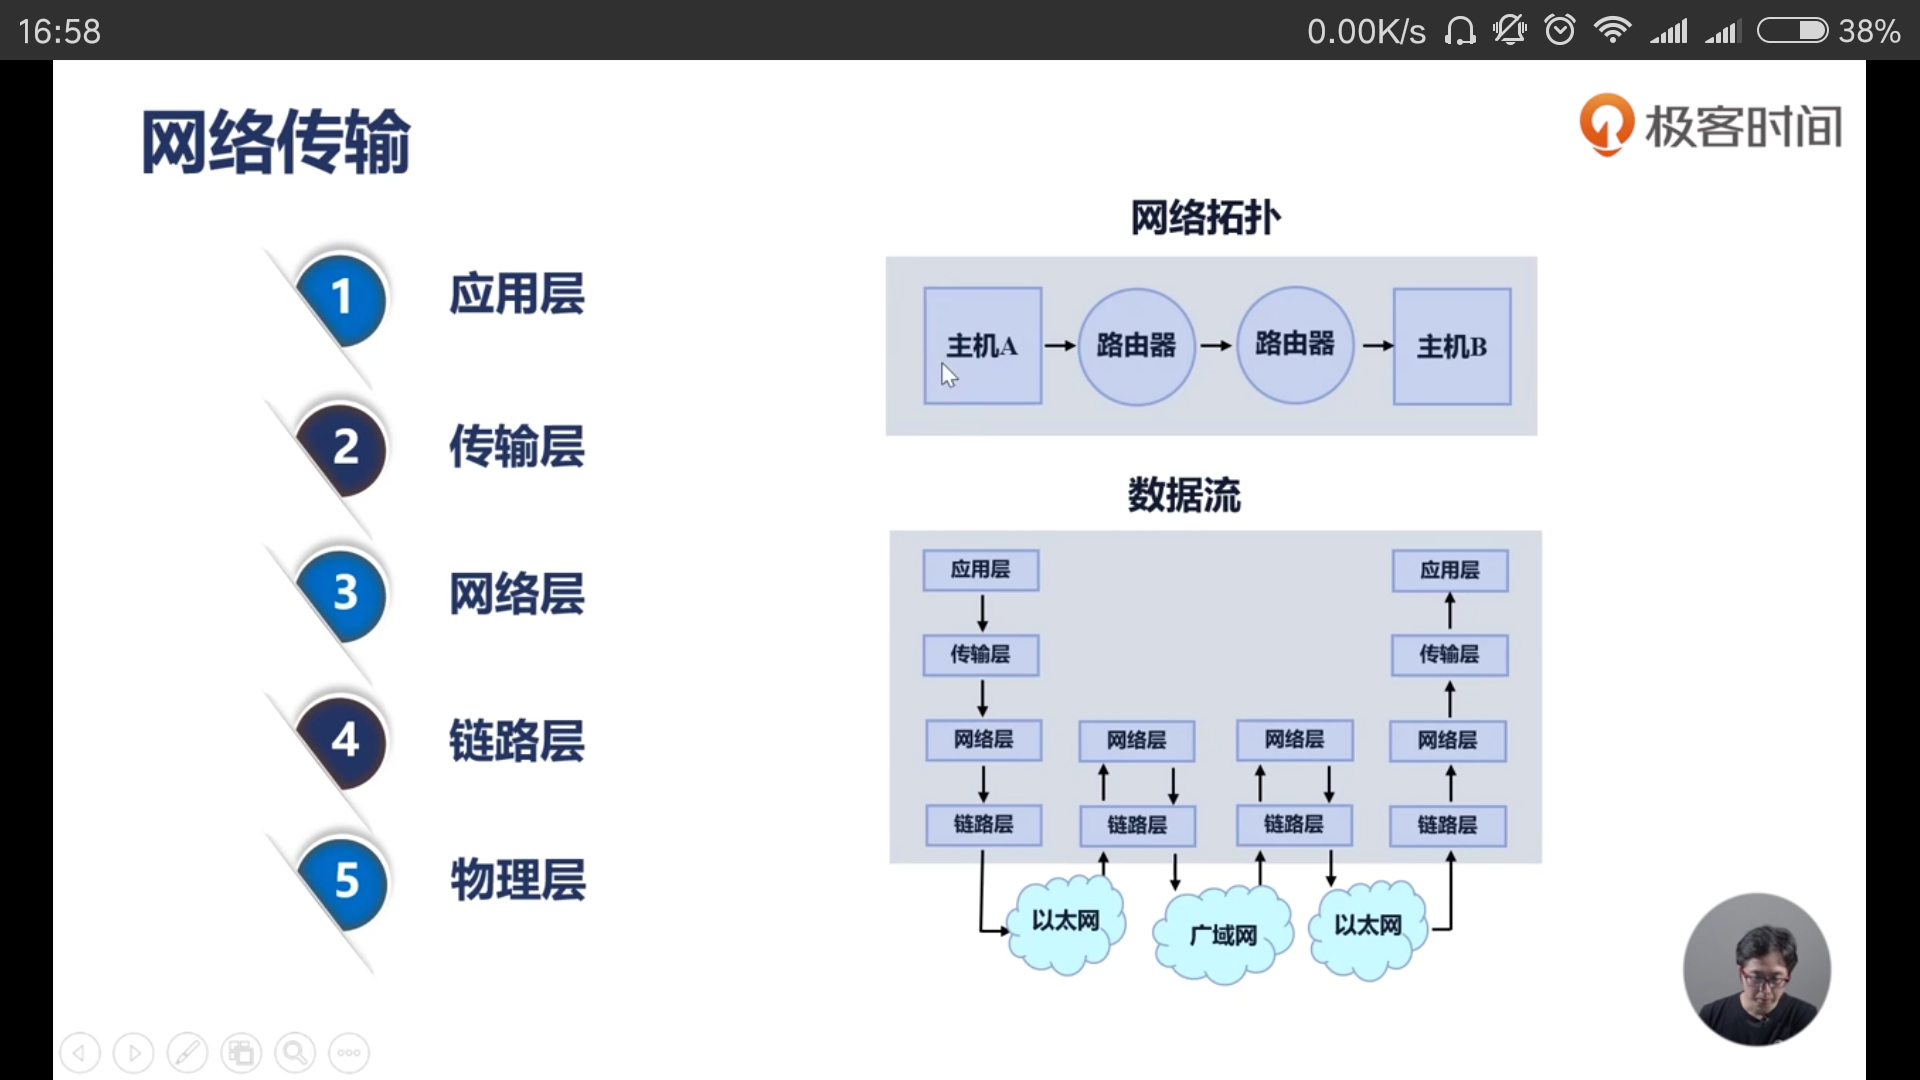 16:58
0.00K/s
38%
网络传输
极客时间
1 应用层
2 传输层
3 网络层
4 链路层
5 物理层
网络拓扑
主机A 路由器 路由器 主机B
数据流
应用层 应用层
传输层 传输层
网络层 网络层 网络层 网络层
链路层 链路层 链路层 链路层
以太网 广域网 以太网